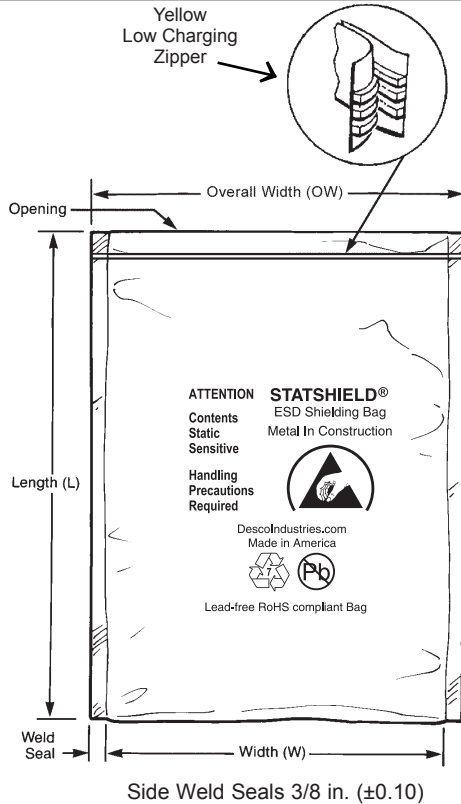 Yellow
Low Charging
Zipper
Overall Width (OW)
Opening
ATTENTION
Contents
Static
Sensitive
Handling
Precautions
Required
STATSHIELD®
ESD Shielding Bag
Metal In Construction
Length (L)
DescoIndustries.com
Made in America
7
Pb
Lead-free RoHS compliant Bag
Weld
Seal
Width (W)
Side Weld Seals 3/8 in. (±0.10)